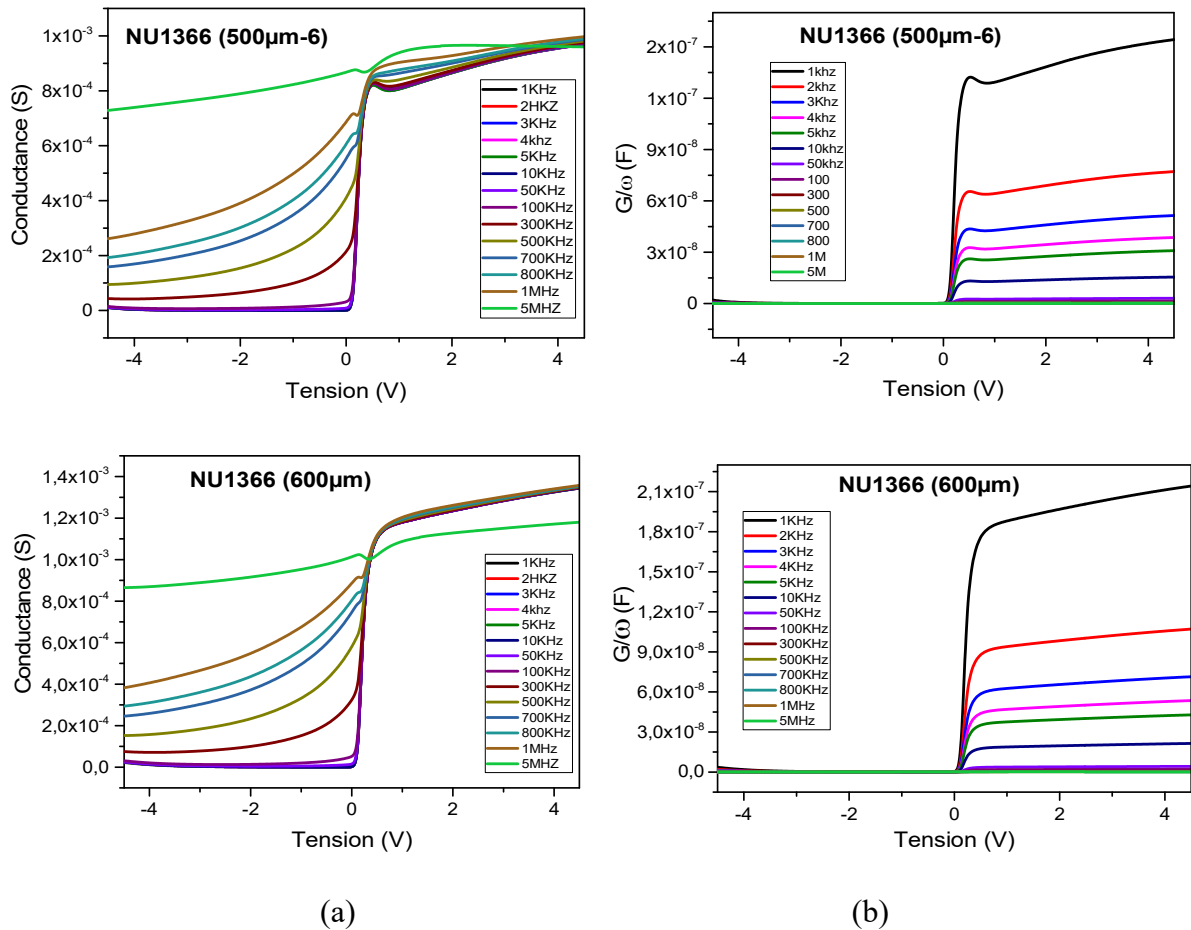 NU1366 (500µm-6)
Conductance (S)
1x10⁻³
8x10⁻⁴
6x10⁻⁴
4x10⁻⁴
2x10⁻⁴
0
-4
-2
0
2
4
Tension (V)
1KHz
2HKZ
3KHz
4khz
5KHz
10KHz
50KHz
100KHz
300KHz
500KHz
700KHz
800KHz
1MHz
5MHZ
NU1366 (500µm-6)
G/ω (F)
2x10⁻⁷
1x10⁻⁷
9x10⁻⁸
6x10⁻⁸
3x10⁻⁸
0
-4
-2
0
2
4
Tension (V)
1khz
2khz
3Khz
4khz
5khz
10khz
50khz
100
300
500
700
800
1M
5M
NU1366 (600µm)
Conductance (S)
1,4x10⁻³
1,2x10⁻³
1,0x10⁻³
8,0x10⁻⁴
6,0x10⁻⁴
4,0x10⁻⁴
2,0x10⁻⁴
0,0
-4
-2
0
2
4
Tension (V)
1KHz
2HKZ
3KHz
4khz
5KHz
10KHz
50KHz
100KHz
300KHz
500KHz
700KHz
800KHz
1MHz
5MHZ
NU1366 (600µm)
G/ω (F)
2,1x10⁻⁷
1,8x10⁻⁷
1,5x10⁻⁷
1,2x10⁻⁷
9,0x10⁻⁸
6,0x10⁻⁸
3,0x10⁻⁸
0,0
-4
-2
0
2
4
Tension (V)
1KHz
2KHz
3KHz
4KHz
5KHz
10KHz
50KHz
100KHz
300KHz
500KHz
700KHz
800KHz
1MHz
5MHz
(a)
(b)